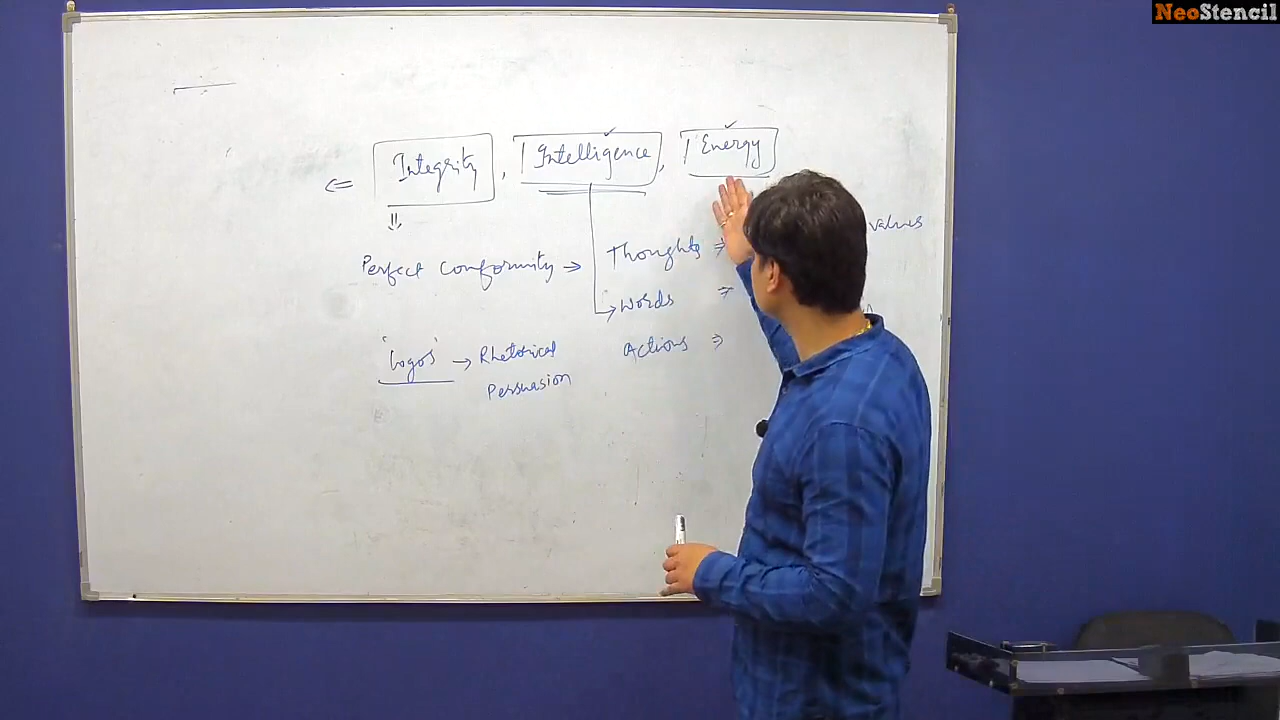 NeoStencil
Integrity, Intelligence, Energy
Perfect conformity → Thoughts ⇒ values
words ⇒
'Logos' → Rhetorical Persuasion
Actions ⇒